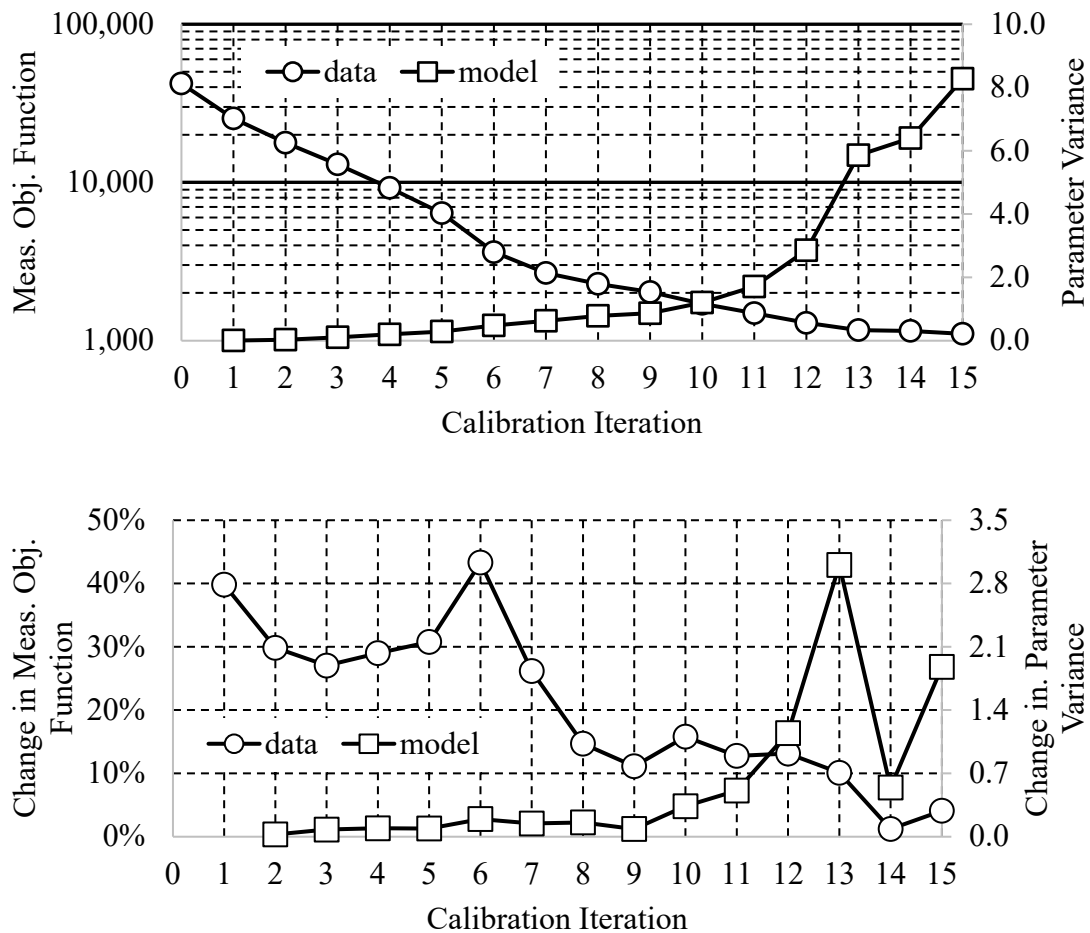 Meas. Obj. Function
100,000
10,000
1,000
data
model
10.0
8.0
6.0
4.0
2.0
0.0
Parameter Variance
0 1 2 3 4 5 6 7 8 9 10 11 12 13 14 15
Calibration Iteration
Change in Meas. Obj.
Function
50%
40%
30%
20%
10%
0%
data
model
3.5
2.8
2.1
1.4
0.7
0.0
Change in. Parameter
Variance
0 1 2 3 4 5 6 7 8 9 10 11 12 13 14 15
Calibration Iteration